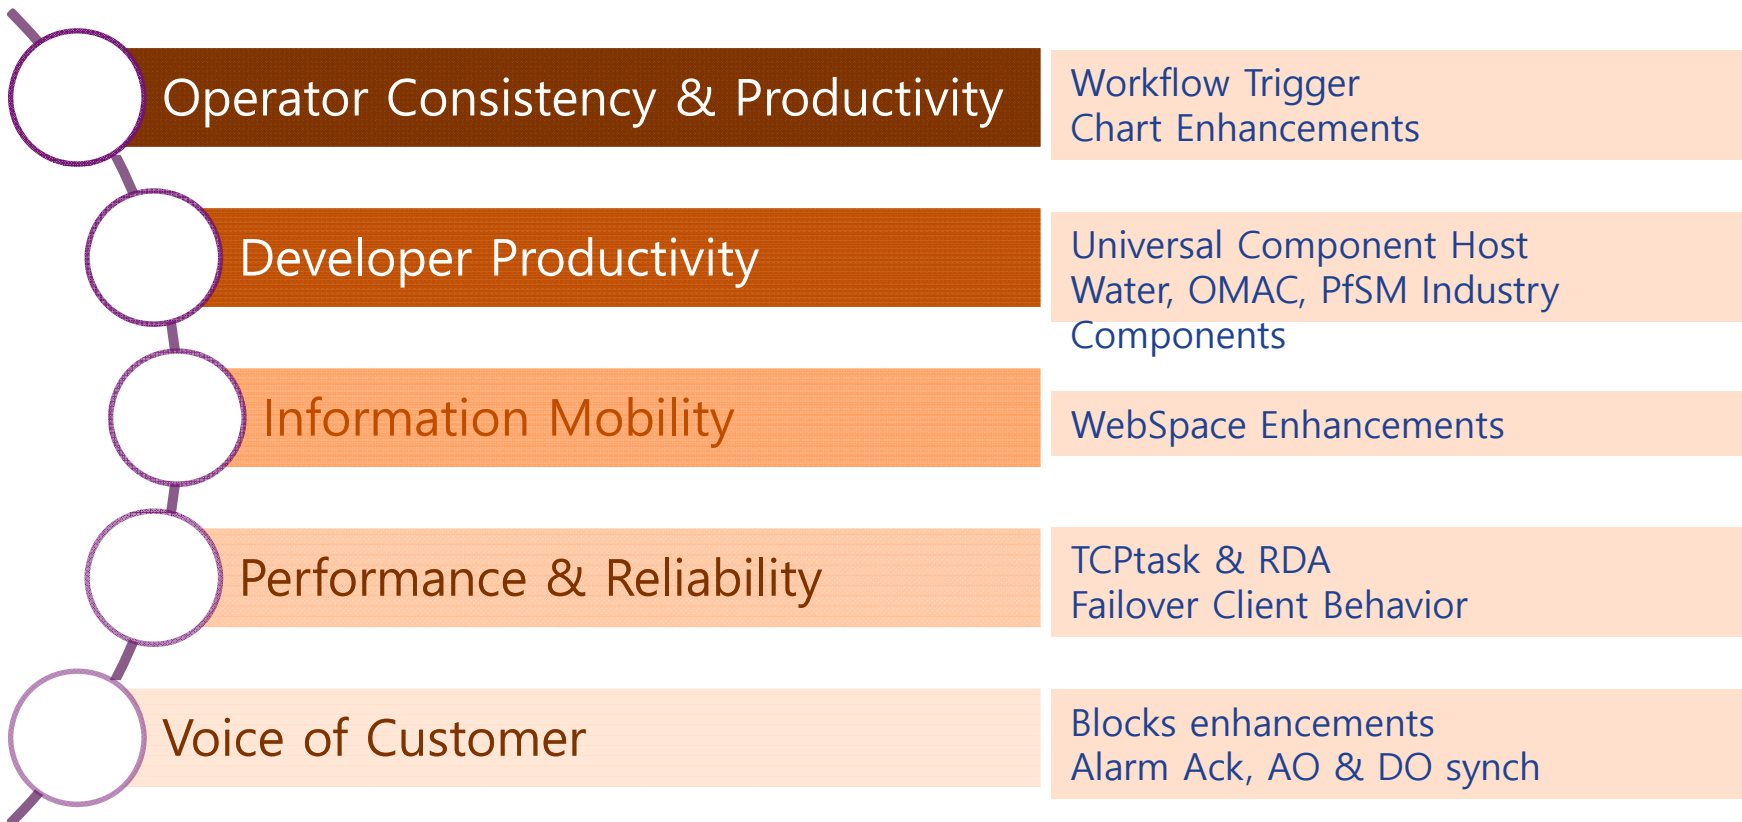 Operator Consistency & Productivity
Workflow Trigger
Chart Enhancements
Developer Productivity
Universal Component Host
Water, OMAC, PfSM Industry
Components
Information Mobility
WebSpace Enhancements
Performance & Reliability
TCPtask & RDA
Failover Client Behavior
Voice of Customer
Blocks enhancements
Alarm Ack, AO & DO synch